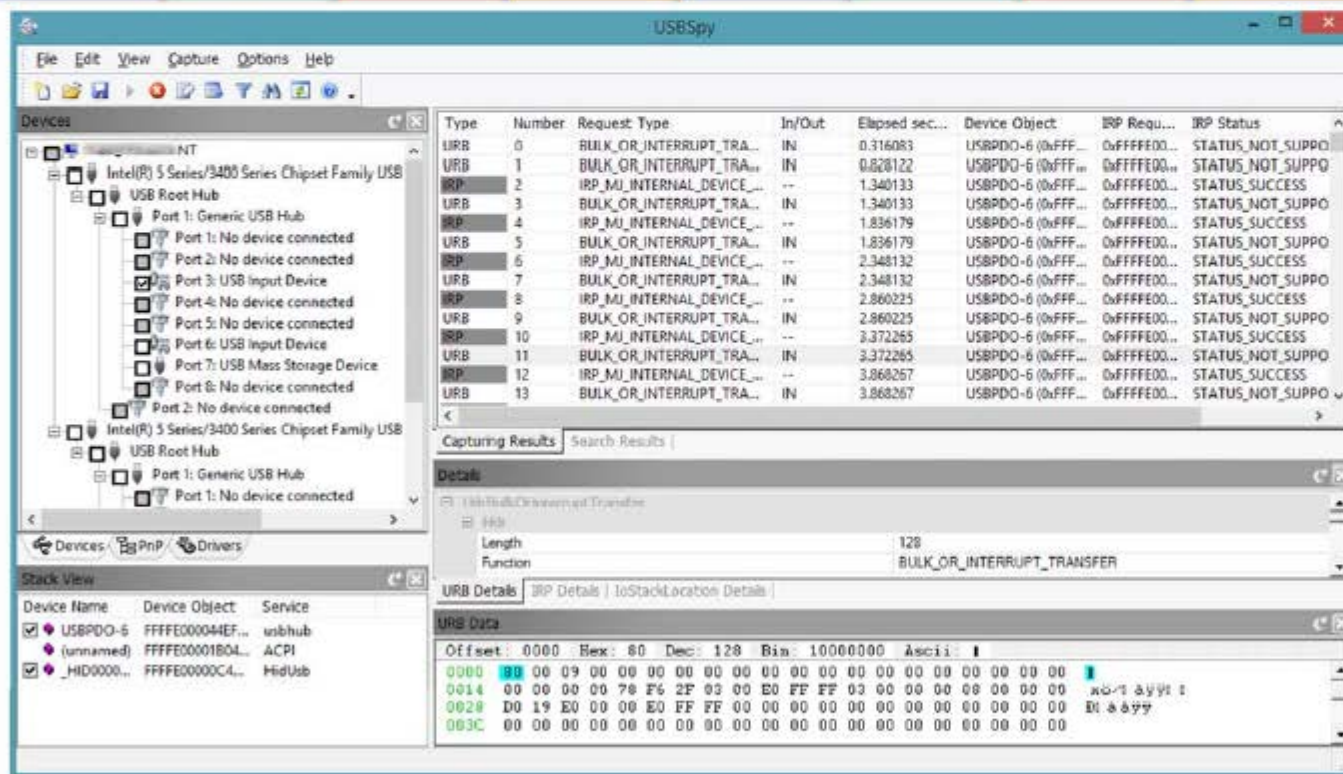 USBSpy
File Edit View Capture Options Help
Devices
NT
Intel(R) 5 Series/3400 Series Chipset Family USB
USB Root Hub
Port 1: Generic USB Hub
Port 1: No device connected
Port 2: No device connected
Port 3: USB Input Device
Port 4: No device connected
Port 5: No device connected
Port 6: USB Input Device
Port 7: USB Mass Storage Device
Port 8: No device connected
Port 2: No device connected
Intel(R) 5 Series/3400 Series Chipset Family USB
USB Root Hub
Port 1: Generic USB Hub
Port 1: No device connected
Devices PnP Drivers
Stack View
Device Name Device Object Service
USBPDO-6 FFFFE000044EF... usbhub
(unnamed) FFFFE00001B04... ACPI
_HID0000... FFFFE00000C4... HidUsb
Type Number Request Type In/Out Elapsed sec... Device Object IRP Requ... IRP Status
URB 0 BULK_OR_INTERRUPT_TRA... IN 0.316083 USBPDO-6 (0xFFF... 0xFFFFE00... STATUS_NOT_SUPPO
URB 1 BULK_OR_INTERRUPT_TRA... IN 0.828122 USBPDO-6 (0xFFF... 0xFFFFE00... STATUS_NOT_SUPPO
IRP 2 IRP_MJ_INTERNAL_DEVICE_... -- 1.340133 USBPDO-6 (0xFFF... 0xFFFFE00... STATUS_SUCCESS
URB 3 BULK_OR_INTERRUPT_TRA... IN 1.340133 USBPDO-6 (0xFFF... 0xFFFFE00... STATUS_NOT_SUPPO
IRP 4 IRP_MJ_INTERNAL_DEVICE_... -- 1.836179 USBPDO-6 (0xFFF... 0xFFFFE00... STATUS_SUCCESS
URB 5 BULK_OR_INTERRUPT_TRA... IN 1.836179 USBPDO-6 (0xFFF... 0xFFFFE00... STATUS_NOT_SUPPO
IRP 6 IRP_MJ_INTERNAL_DEVICE_... -- 2.348132 USBPDO-6 (0xFFF... 0xFFFFE00... STATUS_SUCCESS
URB 7 BULK_OR_INTERRUPT_TRA... IN 2.348132 USBPDO-6 (0xFFF... 0xFFFFE00... STATUS_NOT_SUPPO
IRP 8 IRP_MJ_INTERNAL_DEVICE_... -- 2.860225 USBPDO-6 (0xFFF... 0xFFFFE00... STATUS_SUCCESS
URB 9 BULK_OR_INTERRUPT_TRA... IN 2.860225 USBPDO-6 (0xFFF... 0xFFFFE00... STATUS_NOT_SUPPO
IRP 10 IRP_MJ_INTERNAL_DEVICE_... -- 3.372265 USBPDO-6 (0xFFF... 0xFFFFE00... STATUS_SUCCESS
URB 11 BULK_OR_INTERRUPT_TRA... IN 3.372265 USBPDO-6 (0xFFF... 0xFFFFE00... STATUS_NOT_SUPPO
IRP 12 IRP_MJ_INTERNAL_DEVICE_... -- 3.868267 USBPDO-6 (0xFFF... 0xFFFFE00... STATUS_SUCCESS
URB 13 BULK_OR_INTERRUPT_TRA... IN 3.868267 USBPDO-6 (0xFFF... 0xFFFFE00... STATUS_NOT_SUPPO
Capturing Results Search Results
Details
UrbBulkOrInterruptTransfer
Hdr
Length 128
Function BULK_OR_INTERRUPT_TRANSFER
URB Details IRP Details IoStackLocation Details
URB Data
Offset: 0000 Hex: 80 Dec: 128 Bin: 10000000 Ascii:
0000 80 00 09 00 00 00 00 00 00 00 00 00 00 00 00 00 00 00 00 00
0014 00 00 00 00 78 F6 2F 03 00 E0 FF FF 03 00 00 00 00 00 00 00
0028 D0 19 E0 00 00 E0 FF FF 00 00 00 00 00 00 00 00 00 00 00 00
003C 00 00 00 00 00 00 00 00 00 00 00 00 00 00 00 00 00 00 00 00